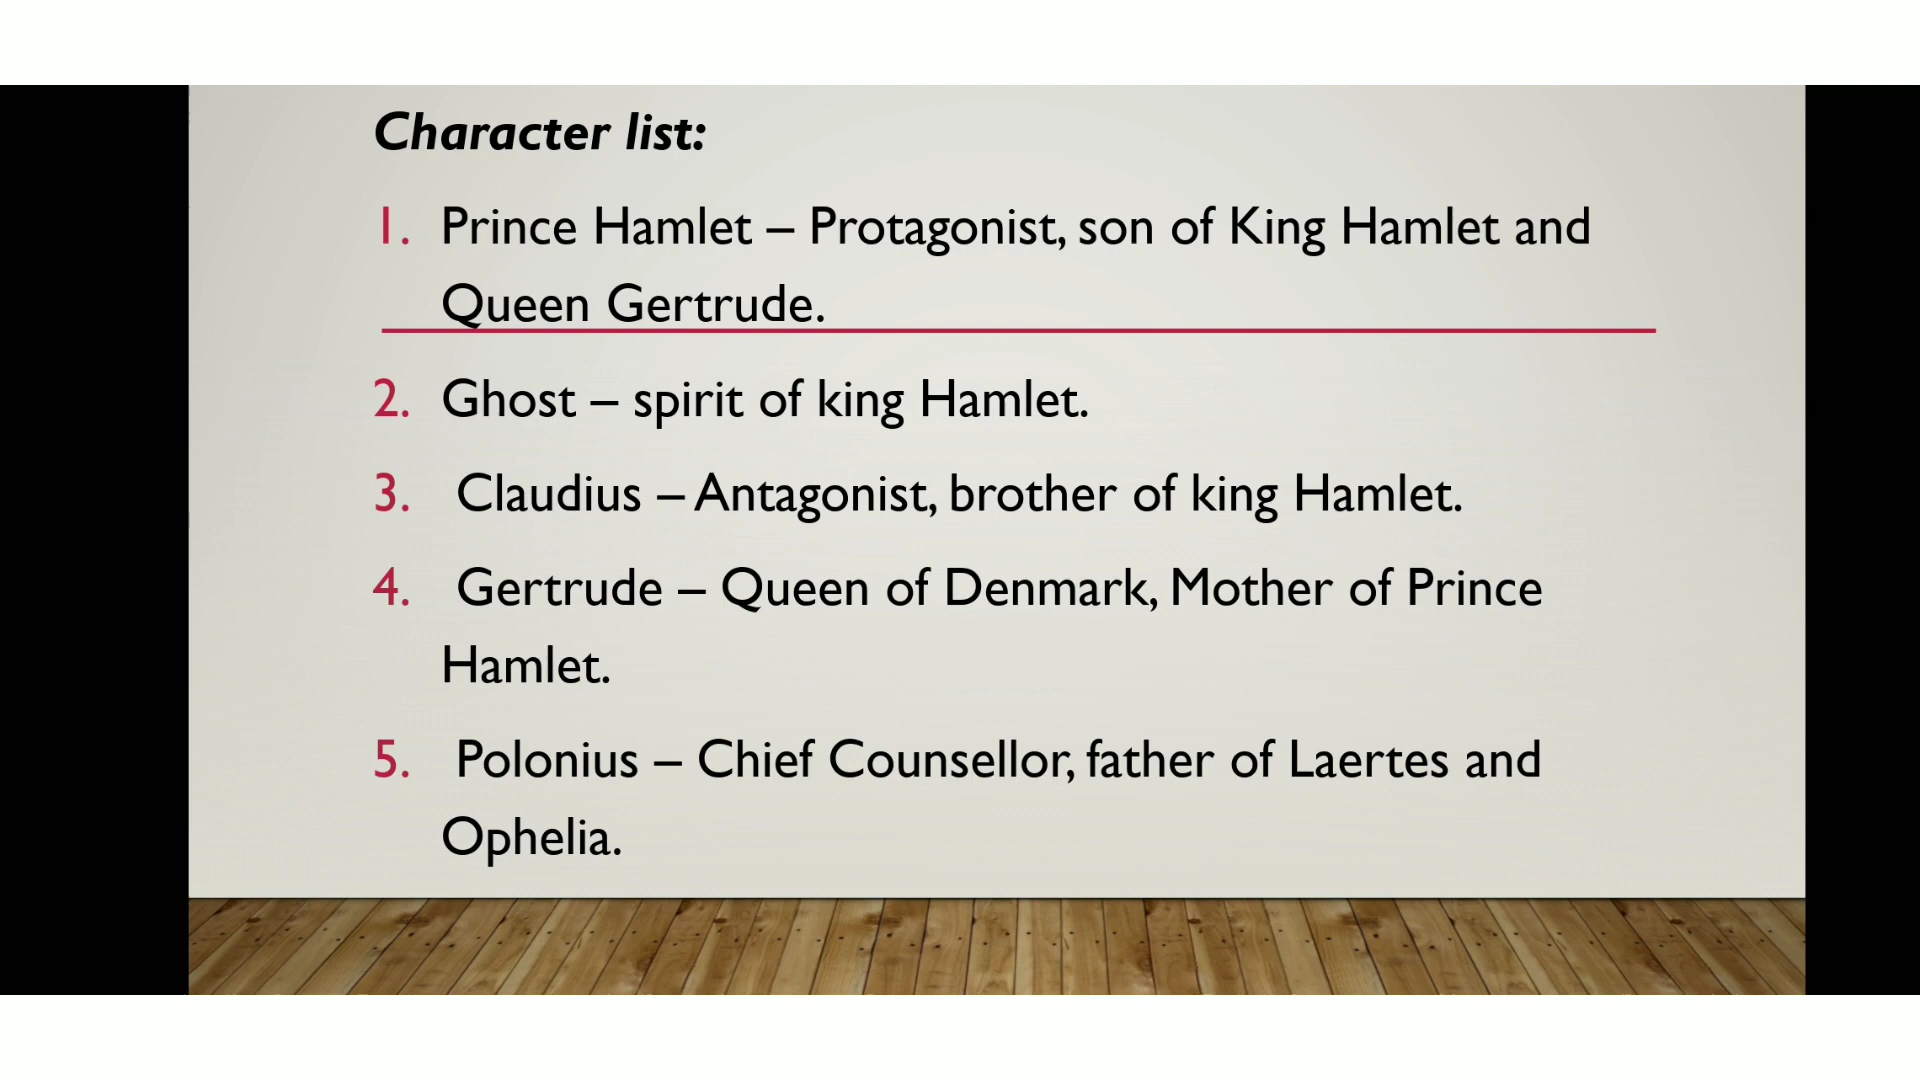 Character list:
1. Prince Hamlet – Protagonist, son of King Hamlet and
Queen Gertrude.
2. Ghost – spirit of king Hamlet.
3. Claudius – Antagonist, brother of king Hamlet.
4. Gertrude – Queen of Denmark, Mother of Prince
Hamlet.
5. Polonius – Chief Counsellor, father of Laertes and
Ophelia.